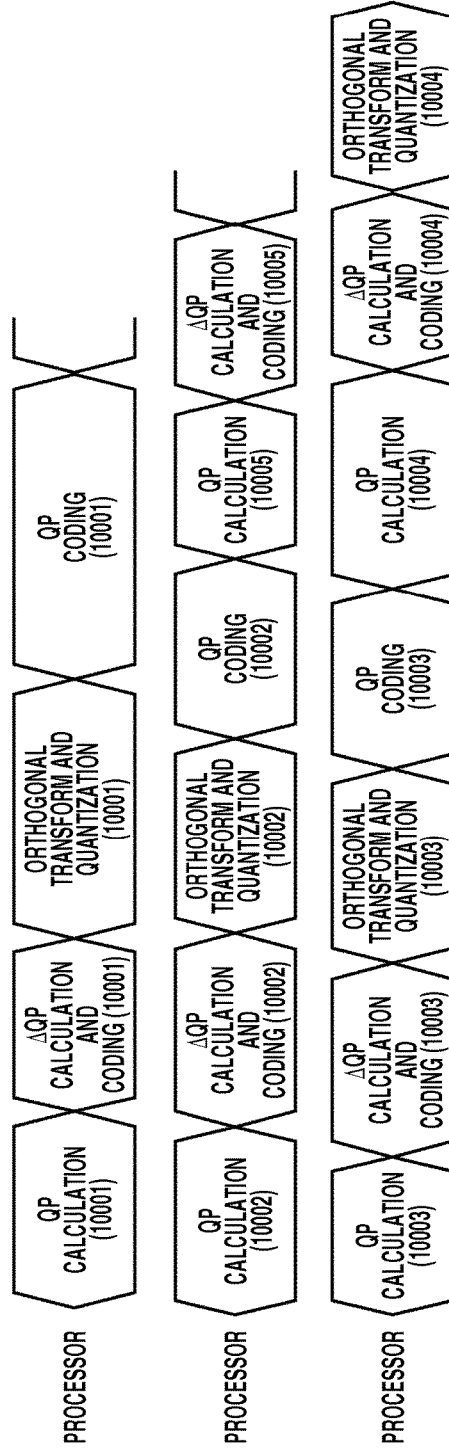 PROCESSOR
QP
CALCULATION
(10001)
ΔQP
CALCULATION
AND
CODING (10001)
ORTHOGONAL
TRANSFORM AND
QUANTIZATION
(10001)
QP
CODING
(10001)
PROCESSOR
QP
CALCULATION
(10002)
ΔQP
CALCULATION
AND
CODING (10002)
ORTHOGONAL
TRANSFORM AND
QUANTIZATION
(10002)
QP
CODING
(10002)
QP
CALCULATION
(10005)
ΔQP
CALCULATION
AND
CODING (10005)
PROCESSOR
QP
CALCULATION
(10003)
ΔQP
CALCULATION
AND
CODING (10003)
ORTHOGONAL
TRANSFORM AND
QUANTIZATION
(10003)
QP
CODING
(10003)
QP
CALCULATION
(10004)
ΔQP
CALCULATION
AND
CODING (10004)
ORTHOGONAL
TRANSFORM AND
QUANTIZATION
(10004)